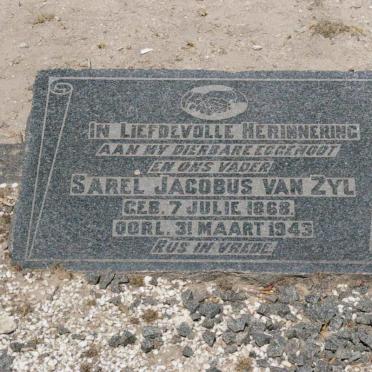 IN LIEFDEVOLLE HERINNERING
AAN MY DIERBARE EGGENOOT
EN ONS VADER
SAREL JACOBUS VAN ZYL
GEB. 7 JULIE 1868.
OORL. 31 MAART 1943
RUS IN VREDE